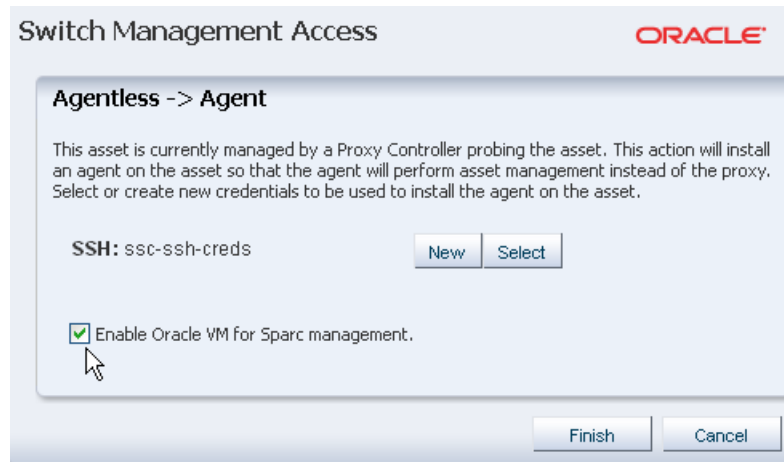 Switch Management Access
ORACLE
Agentless -> Agent
This asset is currently managed by a Proxy Controller probing the asset. This action will install
an agent on the asset so that the agent will perform asset management instead of the proxy.
Select or create new credentials to be used to install the agent on the asset.
SSH: ssc-ssh-creds
New
Select
Enable Oracle VM for Sparc management.
Finish
Cancel